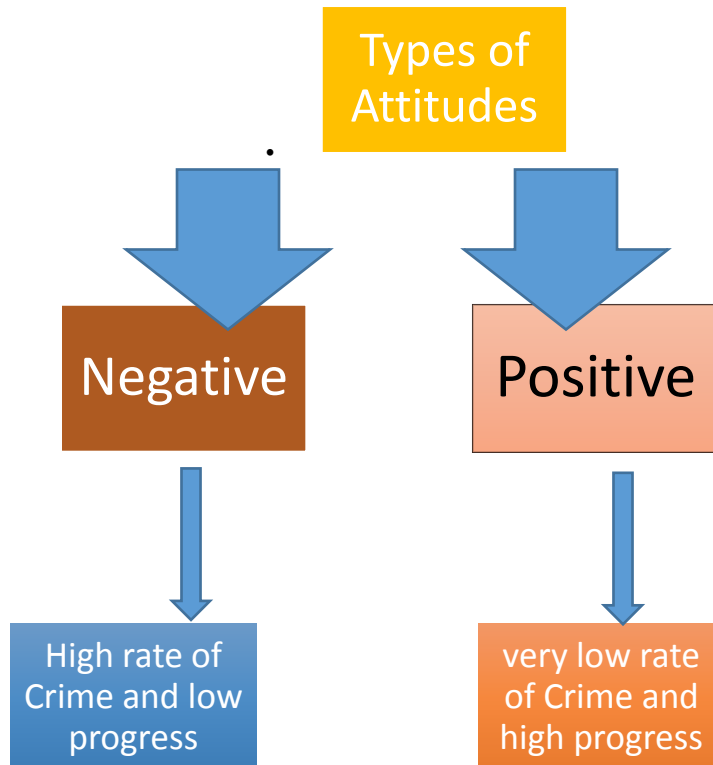 Types of
Attitudes
.
Negative
Positive
High rate of
Crime and low
progress
very low rate
of Crime and
high progress